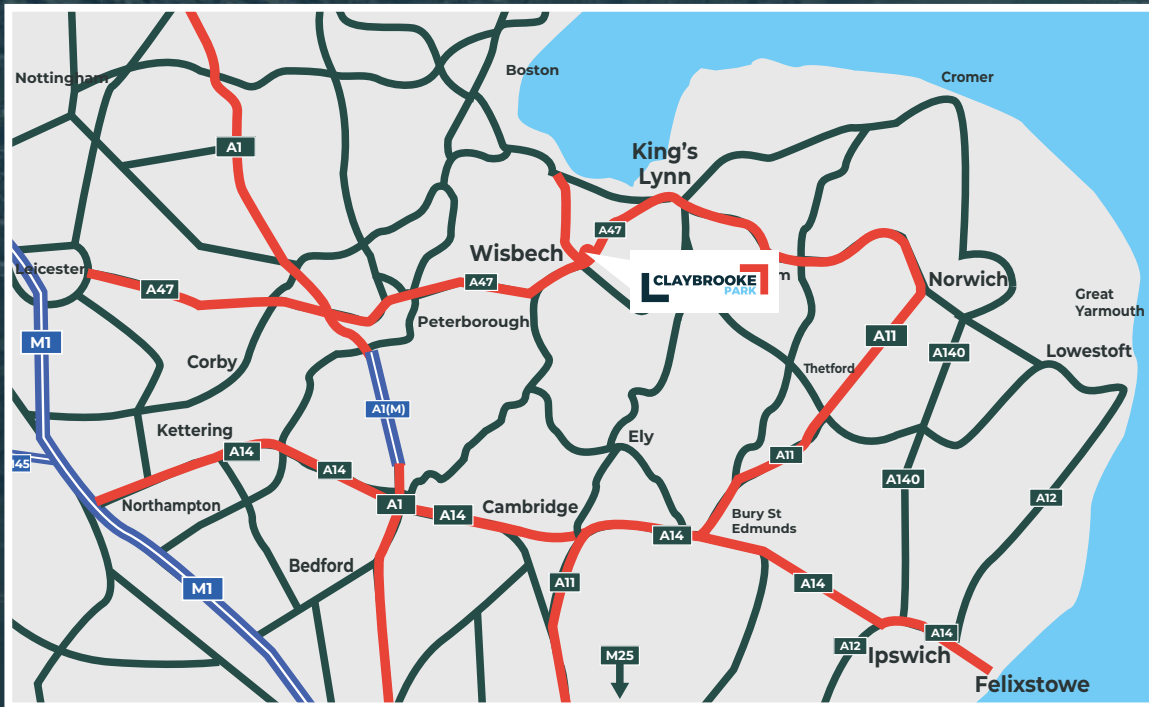 Boston
Cromer
Nottingham
A1
King's
Lynn
A47
Wisbech
Leicester
CLAYBROOKE
PARK
A47
A47
Norwich
Great
Yarmouth
Peterborough
M1
A11
Lowestoft
A140
Corby
Thetford
A1(M)
Kettering
Ely
A14
A11
A14
A140
A12
Northampton
A1
Cambridge
A14
Bury St
Edmunds
A14
Bedford
A11
A14
M1
A14
A12
M25
Ipswich
Felixstowe